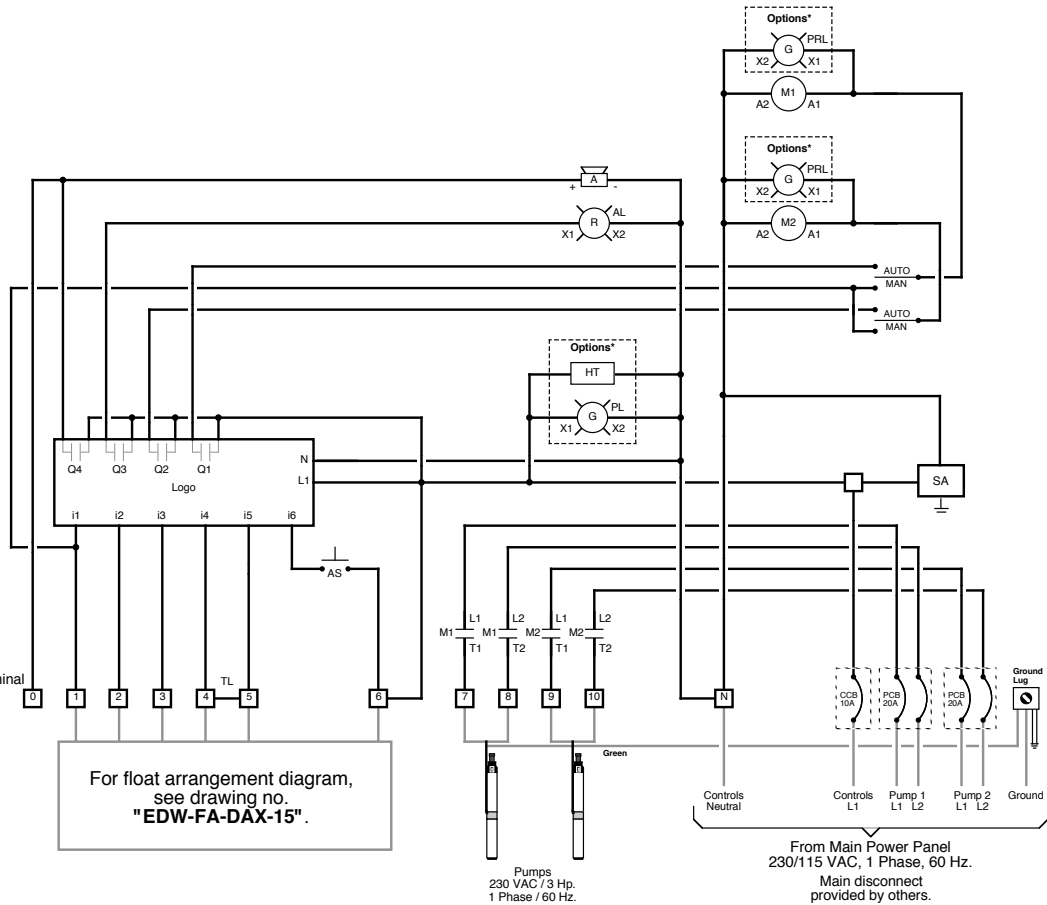 Options*
G PRL
X2 X1
M1
A2 A1
Options*
G PRL
X2 X1
M2
A2 A1
A
+ -
R AL
X1 X2
AUTO
MAN
AUTO
MAN
Options*
HT
G PL
X1 X2
Q4 Q3 Q2 Q1
N
L1
Logo
i1 i2 i3 i4 i5 i6
AS
SA
L1 L2 L1 L2
M1 M1 M2 M2
T1 T2 T1 T2
TL
0 1 2 3 4 5 6 7 8 9 10 N
CCB
10A
PCB
20A
PCB
20A
Ground
Lug
Green
For float arrangement diagram,
see drawing no.
"EDW-FA-DAX-15".
Pumps
230 VAC / 3 Hp.
1 Phase / 60 Hz.
Controls
Neutral
Controls
L1
Pump 1
L1 L2
Pump 2
L1 L2
Ground
From Main Power Panel
230/115 VAC, 1 Phase, 60 Hz.
Main disconnect
provided by others.